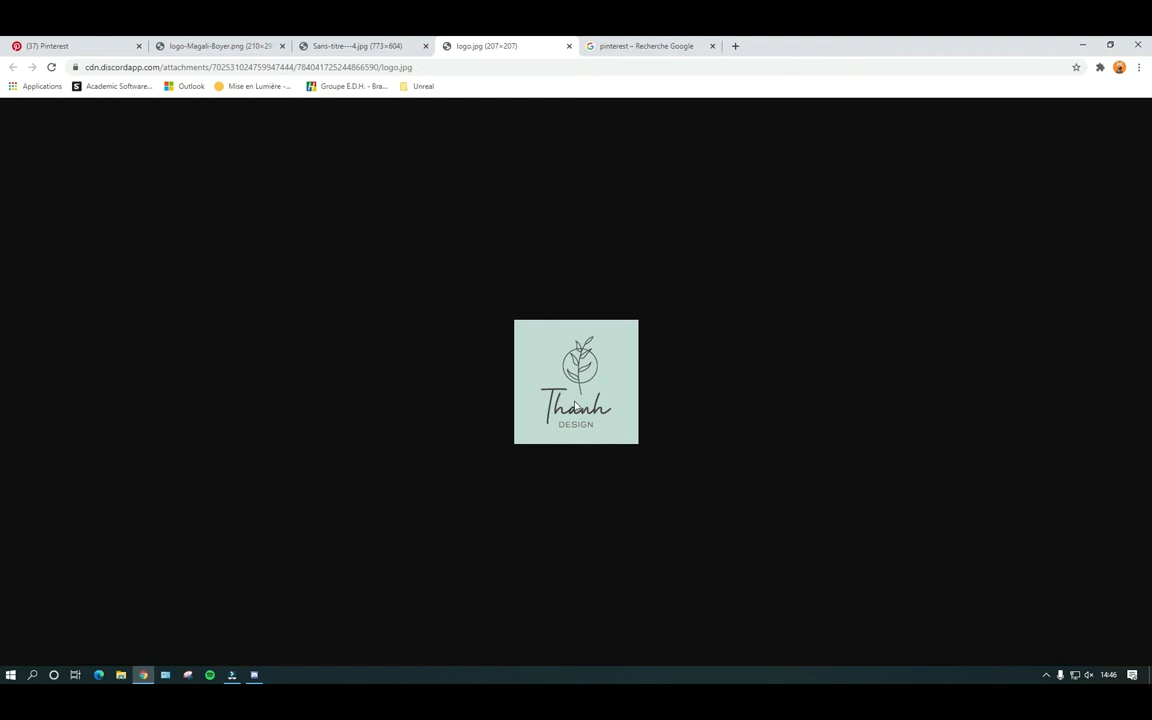 (37) Pinterest
logo-Magali-Boyer.png (210×29
Sans-titre---4.jpg (773×604)
logo.jpg (207×207)
pinterest – Recherche Google
cdn.discordapp.com/attachments/702531024759947444/784041725244866590/logo.jpg
Applications
Academic Software...
Outlook
Mise en Lumière -...
Groupe E.D.H. - Bra...
Unreal
Thanh
DESIGN
14:46